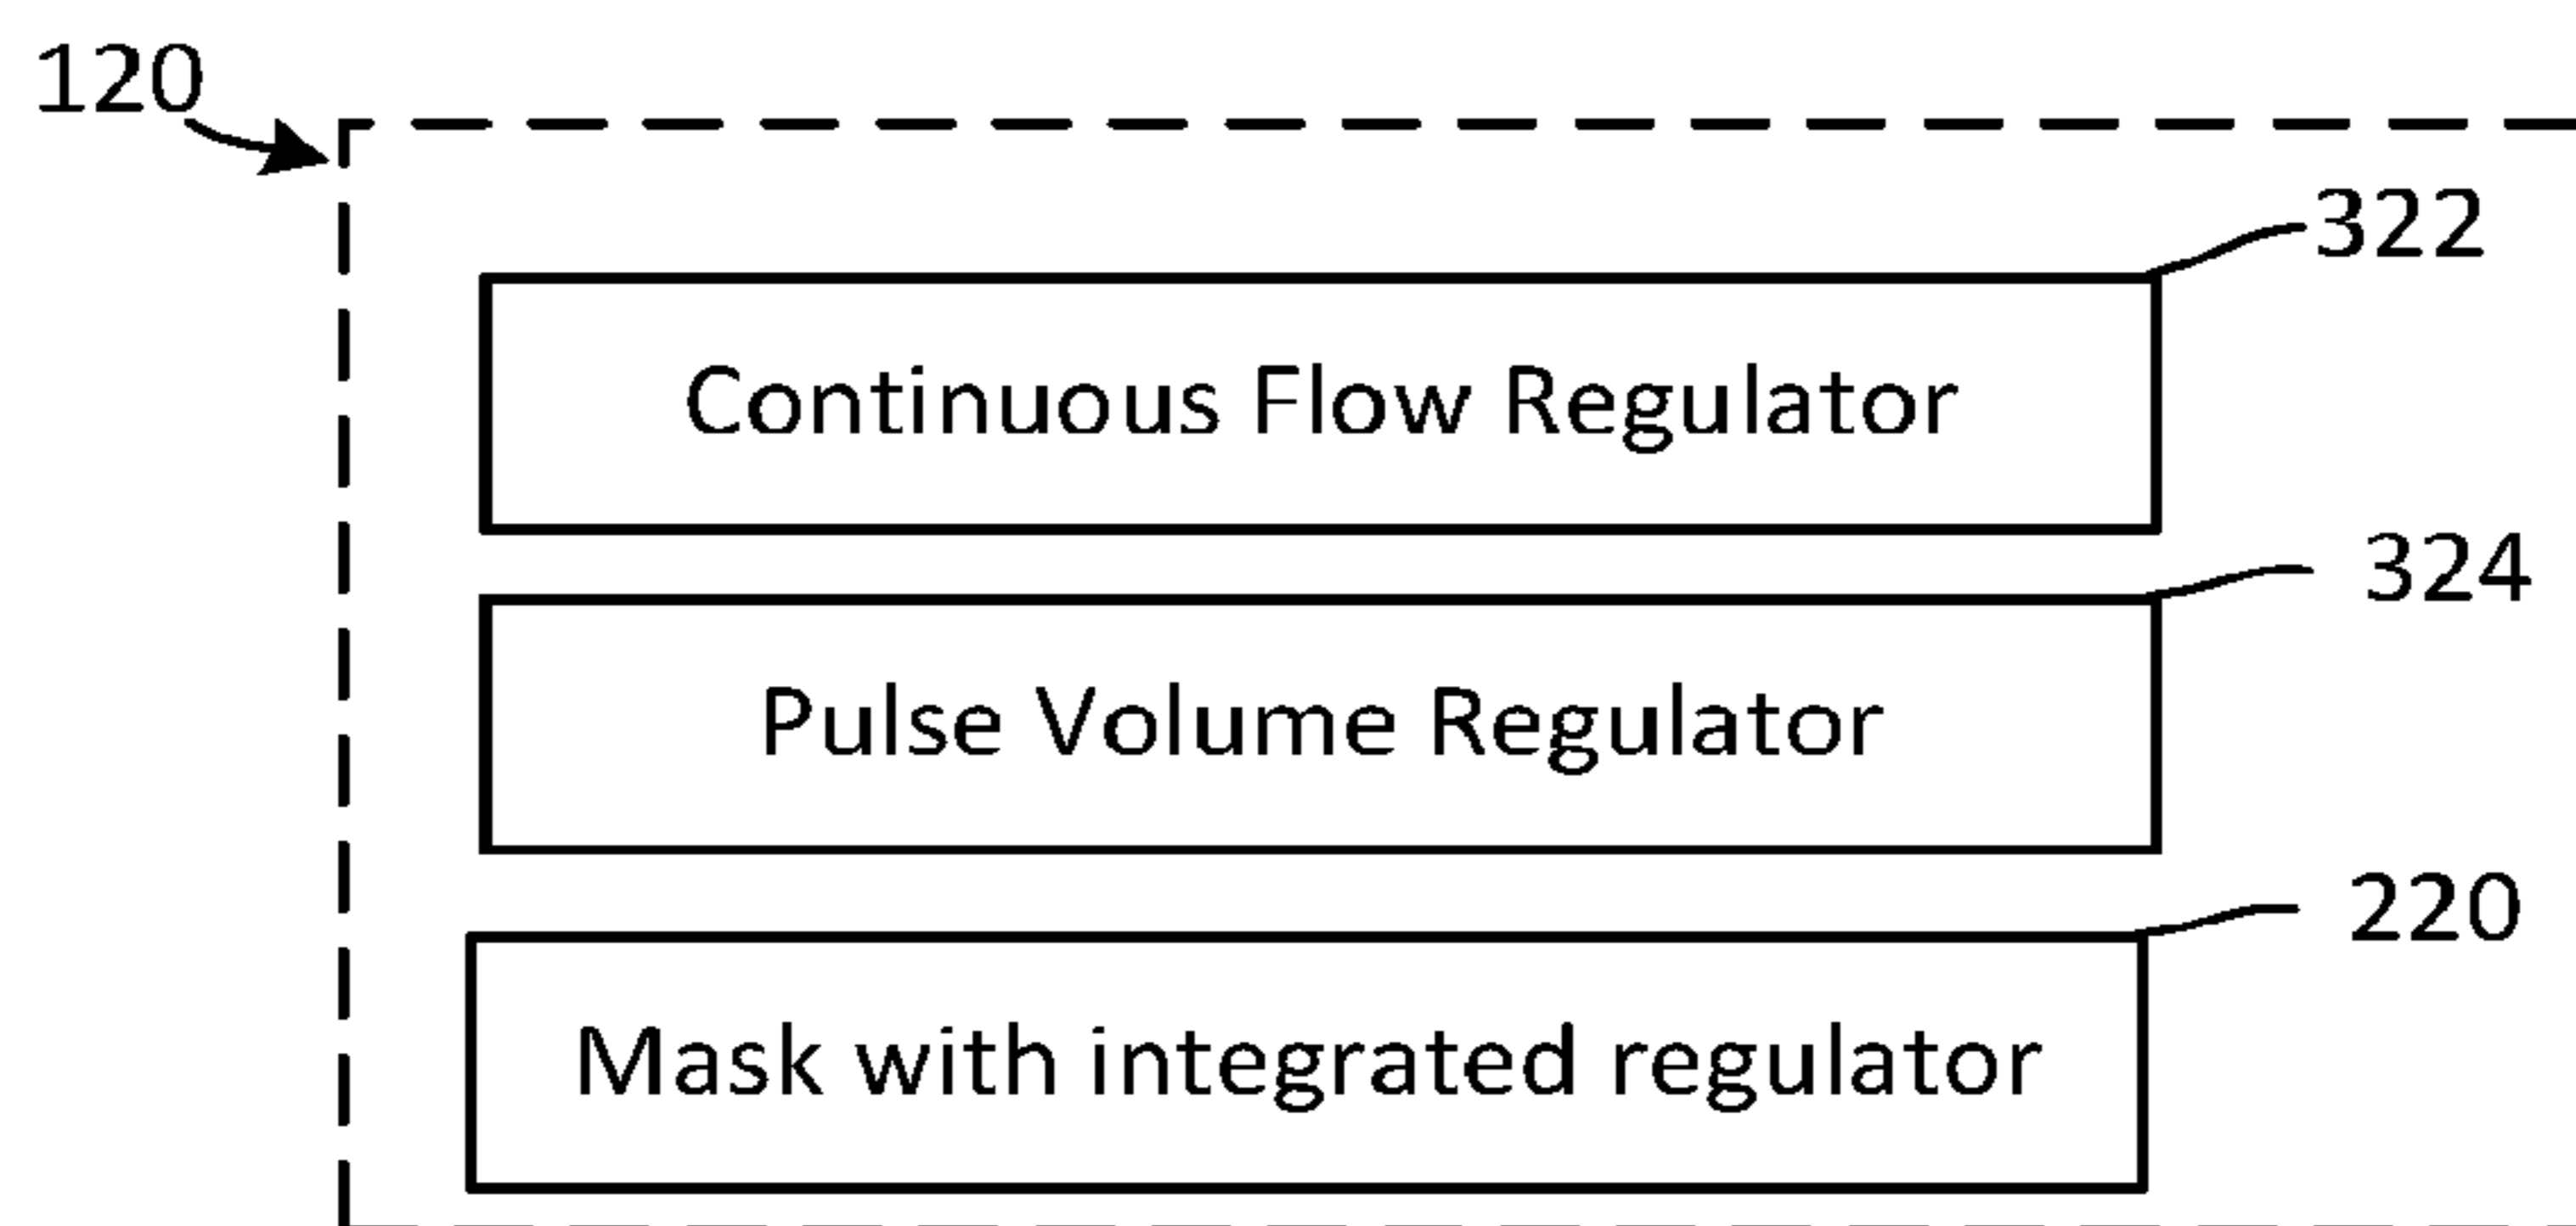 120
322
Continuous Flow Regulator
324
Pulse Volume Regulator
220
Mask with integrated regulator